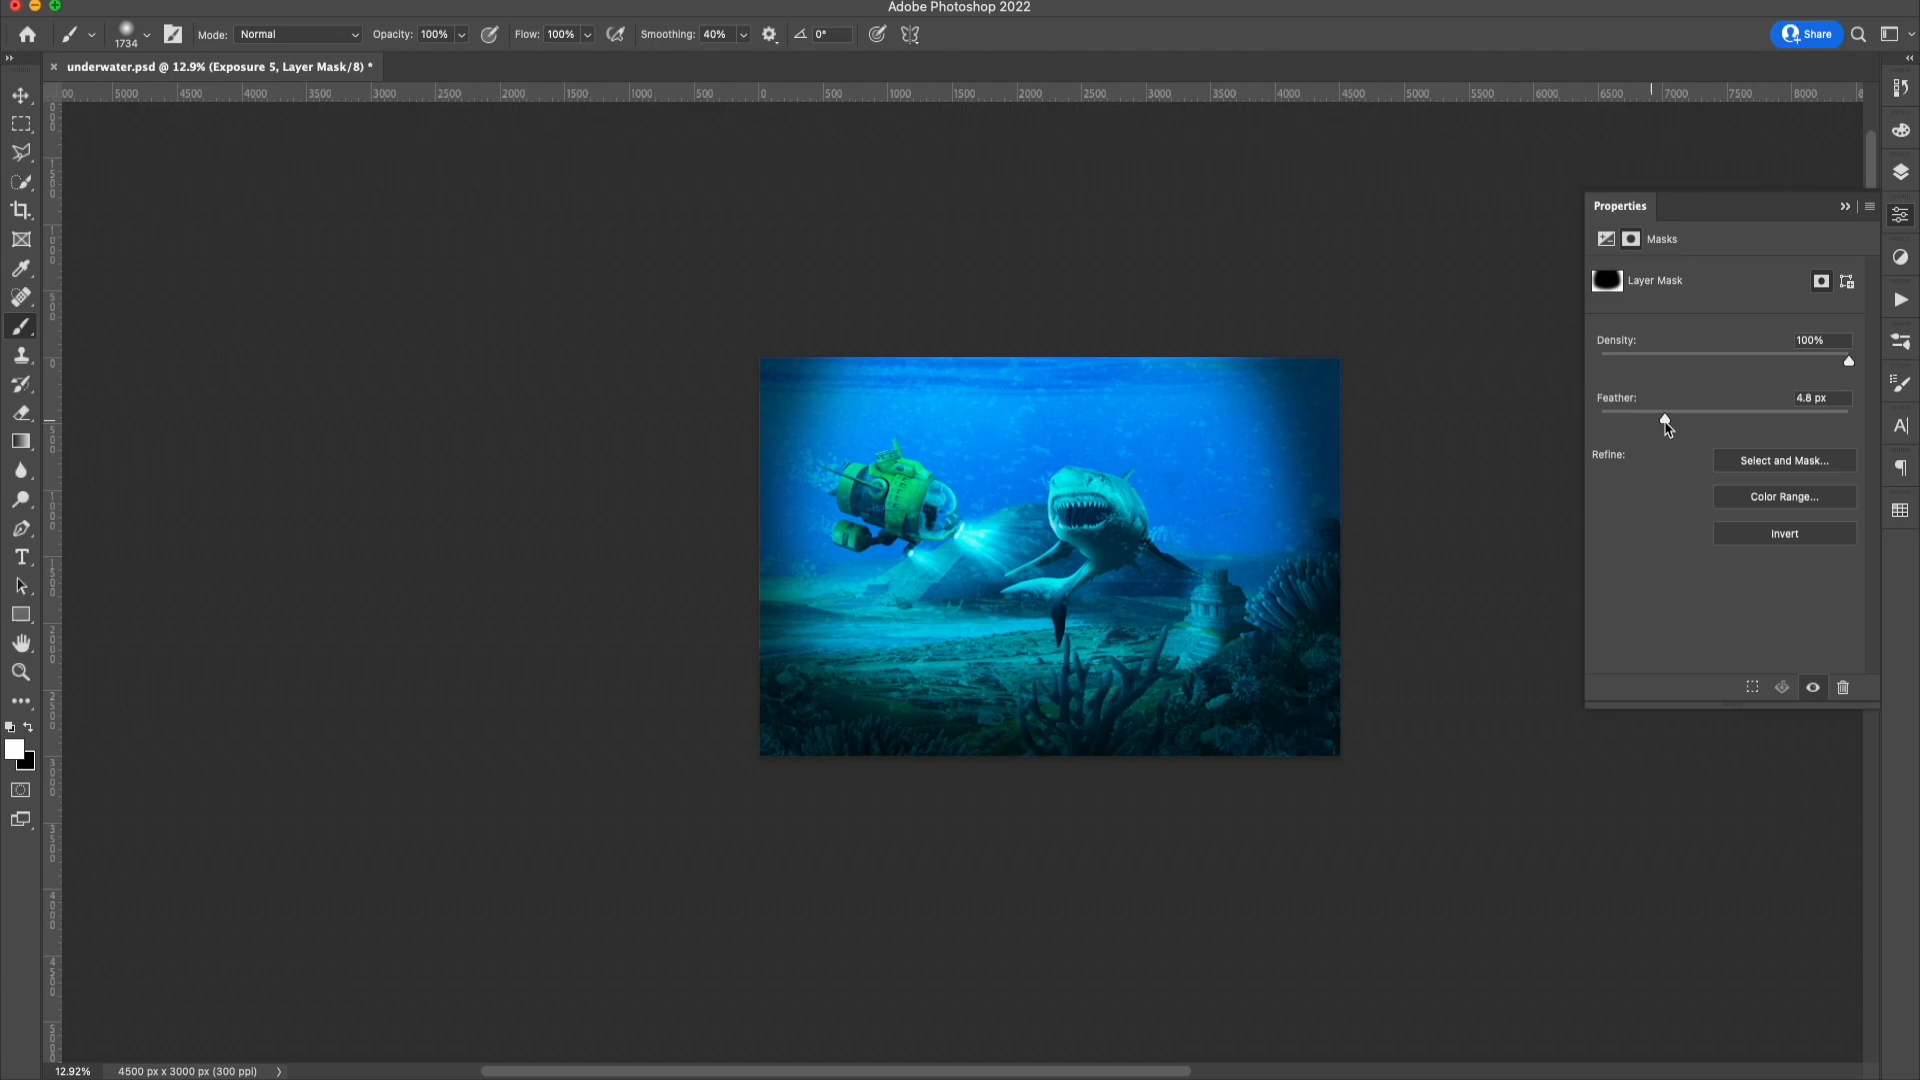 Adobe Photoshop 2022
1734
Mode: Normal
Opacity: 100%
Flow: 100%
Smoothing: 40%
0°
Share
× underwater.psd @ 12.9% (Exposure 5, Layer Mask/8) *
00 5000 4500 4000 3500 3000 2500 2000 1500 1000 500 0 500 1000 1500 2000 2500 3000 3500 4000 4500 5000 5500 6000 6500 7000 7500 8000 8
Properties
Masks
Layer Mask
Density: 100%
Feather: 4.8 px
Refine:
Select and Mask...
Color Range...
Invert
12.92% 4500 px x 3000 px (300 ppi)